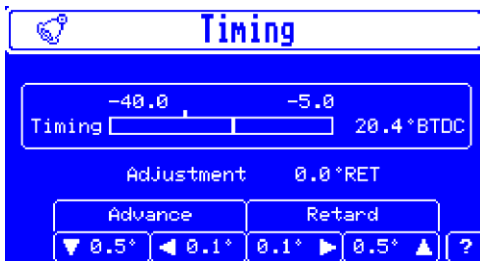 Timing
-40.0 -5.0
Timing 20.4°BTDC
Adjustment 0.0°RET
Advance Retard
▼ 0.5° ◀ 0.1° 0.1° ▶ 0.5° ▲ ?